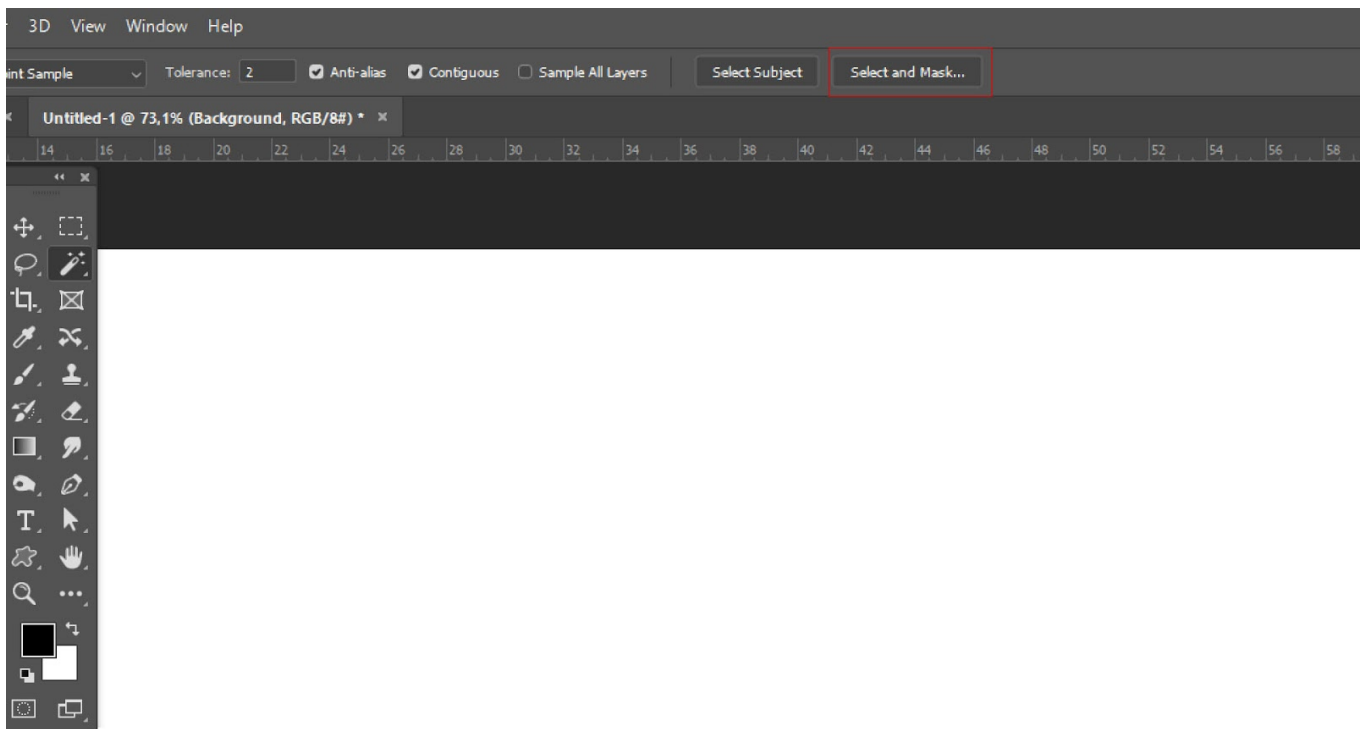 3D View Window Help
int Sample Tolerance: 2 Anti-alias Contiguous Sample All Layers Select Subject Select and Mask...
Untitled-1 @ 73,1% (Background, RGB/8#) * ×
14 16 18 20 22 24 26 28 30 32 34 36 38 40 42 44 46 48 50 52 54 56 58